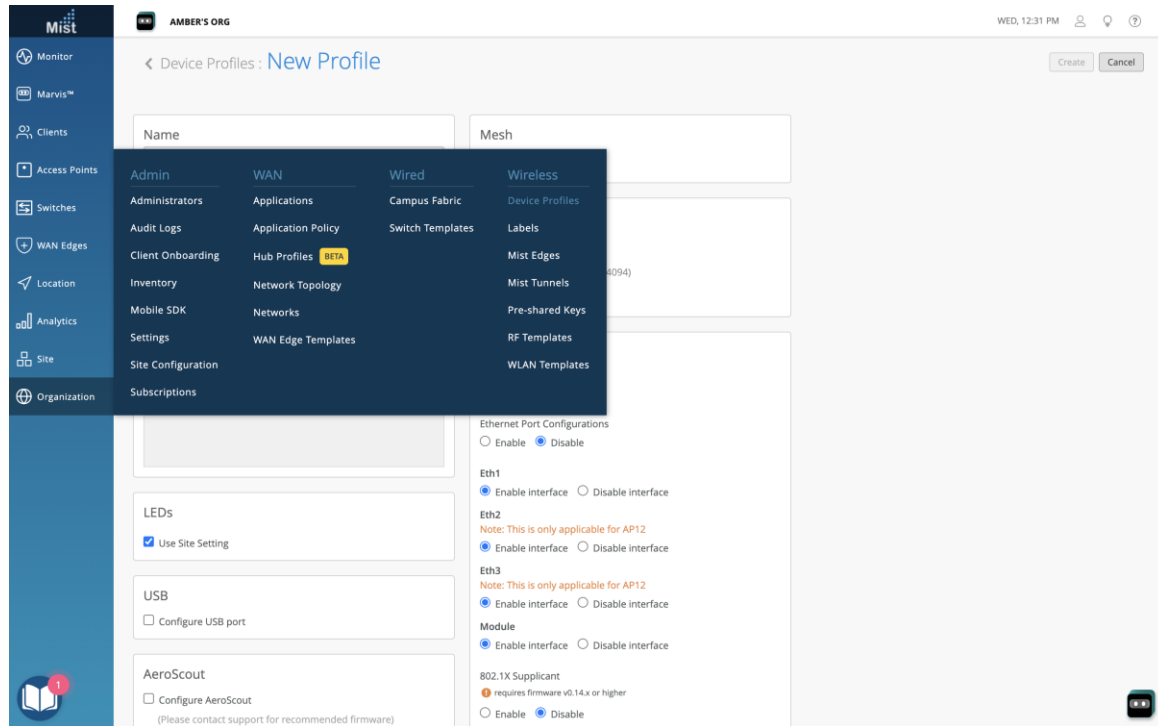 Mist
AMBER'S ORG
WED, 12:31 PM
Monitor
Marvis™
Clients
Access Points
Switches
WAN Edges
Location
Analytics
Site
Organization
Device Profiles : New Profile
Create
Cancel
Name
Mesh
Admin
Administrators
Audit Logs
Client Onboarding
Inventory
Mobile SDK
Settings
Site Configuration
Subscriptions
WAN
Applications
Application Policy
Hub Profiles BETA
Network Topology
Networks
WAN Edge Templates
Wired
Campus Fabric
Switch Templates
Wireless
Device Profiles
Labels
Mist Edges
Mist Tunnels
Pre-shared Keys
RF Templates
WLAN Templates
4094)
LEDs
Use Site Setting
USB
Configure USB port
AeroScout
Configure AeroScout
(Please contact support for recommended firmware)
Ethernet Port Configurations
Enable Disable
Eth1
Enable interface Disable interface
Eth2
Note: This is only applicable for AP12
Enable interface Disable interface
Eth3
Note: This is only applicable for AP12
Enable interface Disable interface
Module
Enable interface Disable interface
802.1X Supplicant
requires firmware v0.14.x or higher
Enable Disable
1